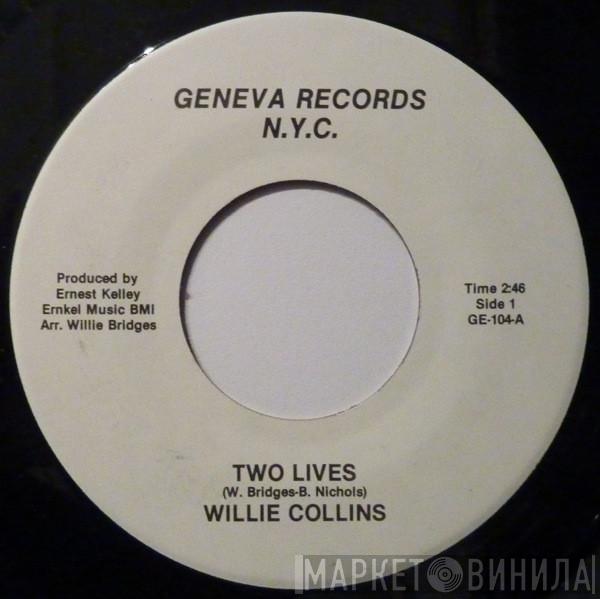 GENEVA RECORDS
N.Y.C.
Produced by
Ernest Kelley
Ernkel Music BMI
Arr. Willie Bridges
Time 2:46
Side 1
GE-104-A
TWO LIVES
(W. Bridges-B. Nichols)
WILLIE COLLINS
МАРКЕТ ВИНИЛА